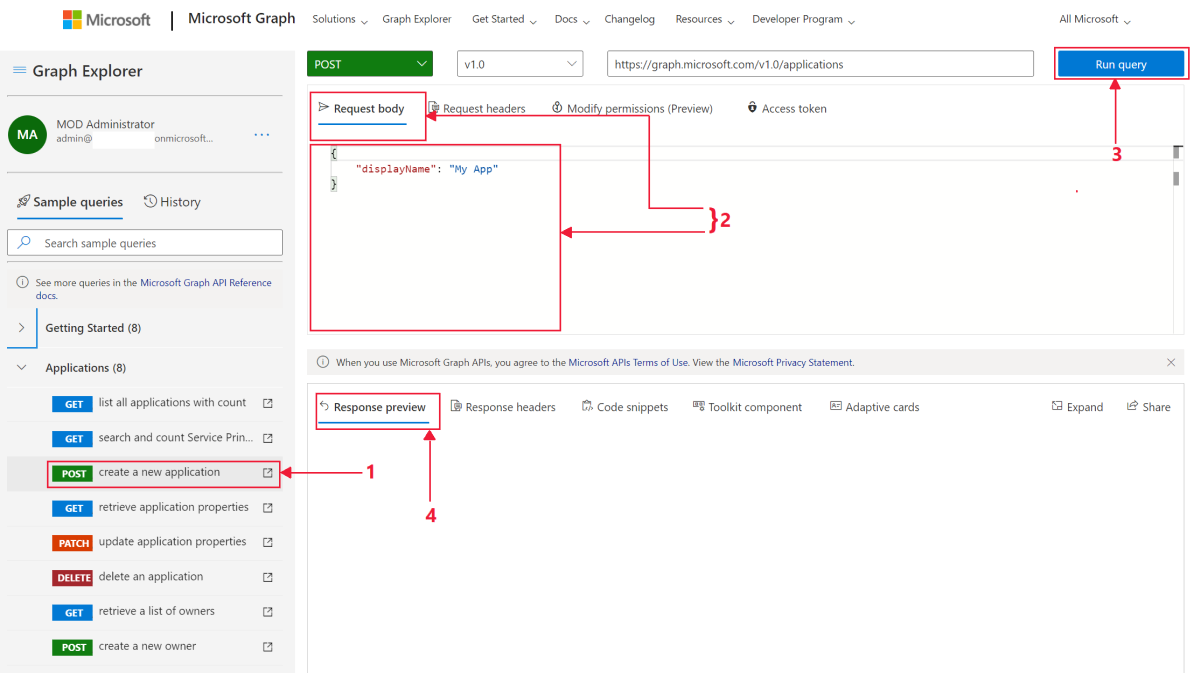 Microsoft | Microsoft Graph Solutions Graph Explorer Get Started Docs Changelog Resources Developer Program All Microsoft
Graph Explorer
MA
MOD Administrator
admin@ onmicrosoft...
...
Sample queries History
Search sample queries
See more queries in the Microsoft Graph API Reference
docs.
Getting Started (8)
Applications (8)
GET list all applications with count
GET search and count Service Prin...
POST create a new application
1
GET retrieve application properties
PATCH update application properties
DELETE delete an application
GET retrieve a list of owners
POST create a new owner
POST v1.0 https://graph.microsoft.com/v1.0/applications Run query
3
Request body Request headers Modify permissions (Preview) Access token
{
"displayName": "My App"
}
}2
When you use Microsoft Graph APIs, you agree to the Microsoft APIs Terms of Use. View the Microsoft Privacy Statement.
Response preview Response headers Code snippets Toolkit component Adaptive cards Expand Share
4